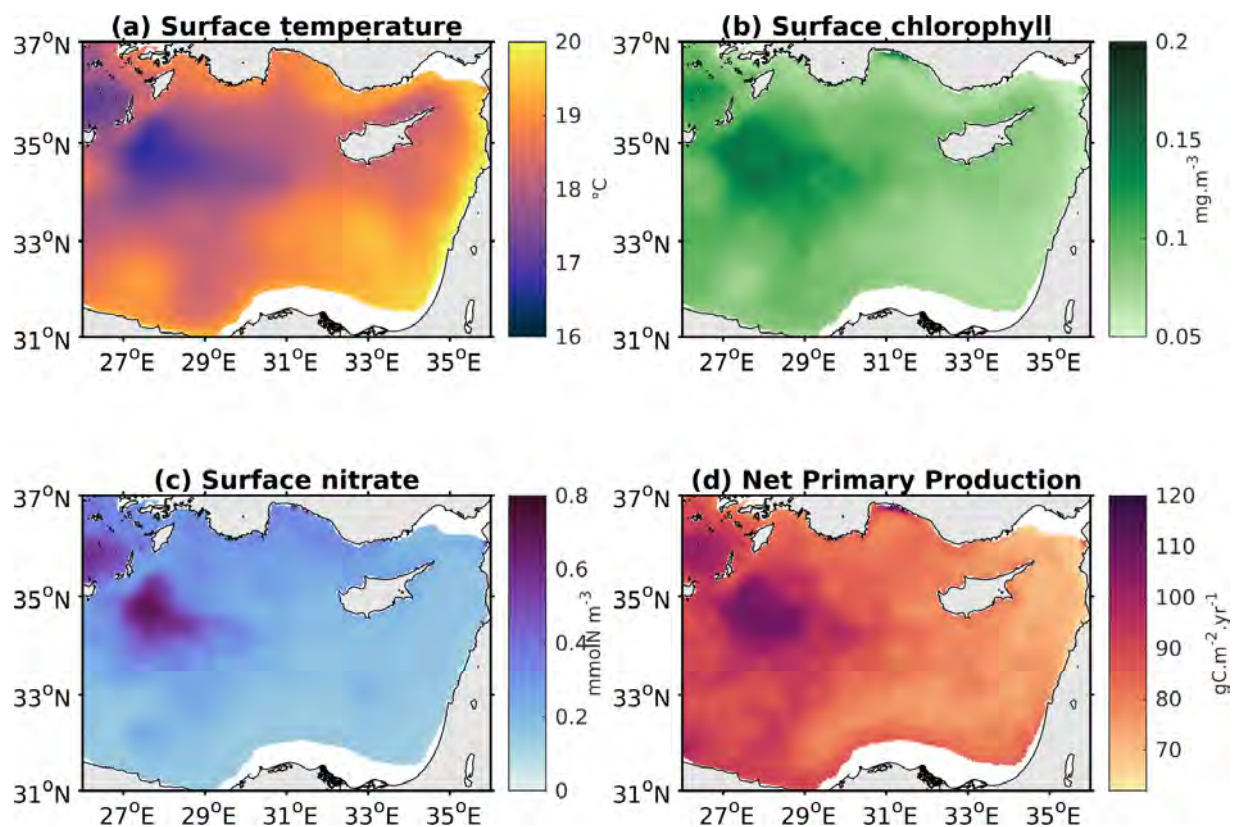 (a) Surface temperature
37°N
35°N
33°N
31°N
27°E 29°E 31°E 33°E 35°E
20
19
18
17
16
°C
(b) Surface chlorophyll
37°N
35°N
33°N
31°N
27°E 29°E 31°E 33°E 35°E
0.2
0.15
0.1
0.05
mg.m⁻³
(c) Surface nitrate
37°N
35°N
33°N
31°N
27°E 29°E 31°E 33°E 35°E
0.8
0.6
0.4
0.2
0
mmolN m⁻³
(d) Net Primary Production
37°N
35°N
33°N
31°N
27°E 29°E 31°E 33°E 35°E
120
110
100
90
80
70
gC.m⁻².yr⁻¹